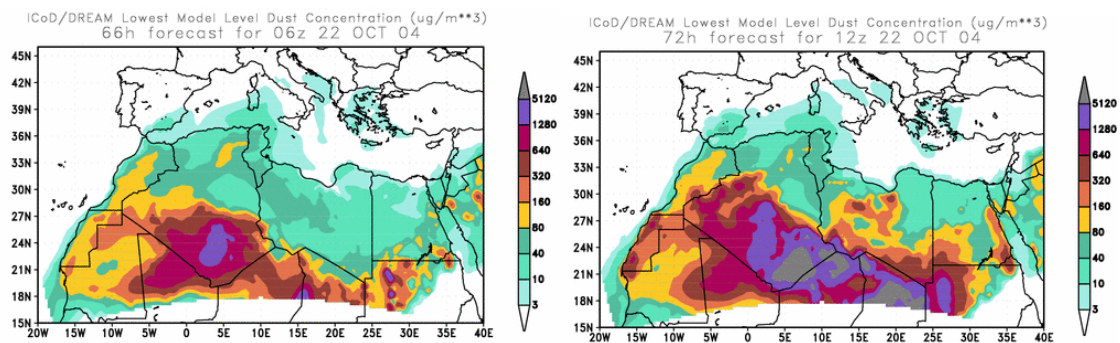 ICoD/DREAM Lowest Model Level Dust Concentration (ug/m**3)
66h forecast for 06z 22 OCT 04
45N
42N
39N
36N
33N
30N
27N
24N
21N
18N
15N
20W 15W 10W 5W 0 5E 10E 15E 20E 25E 30E 35E 40E
5120
1280
640
320
160
80
40
10
3
ICoD/DREAM Lowest Model Level Dust Concentration (ug/m**3)
72h forecast for 12z 22 OCT 04
45N
42N
39N
36N
33N
30N
27N
24N
21N
18N
15N
20W 15W 10W 5W 0 5E 10E 15E 20E 25E 30E 35E 40E
5120
1280
640
320
160
80
40
10
3